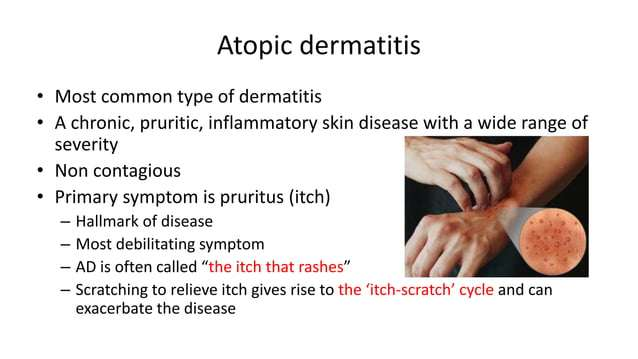 Atopic dermatitis
• Most common type of dermatitis
• A chronic, pruritic, inflammatory skin disease with a wide range of
severity
• Non contagious
• Primary symptom is pruritus (itch)
– Hallmark of disease
– Most debilitating symptom
– AD is often called “the itch that rashes”
– Scratching to relieve itch gives rise to the ‘itch-scratch’ cycle and can
exacerbate the disease